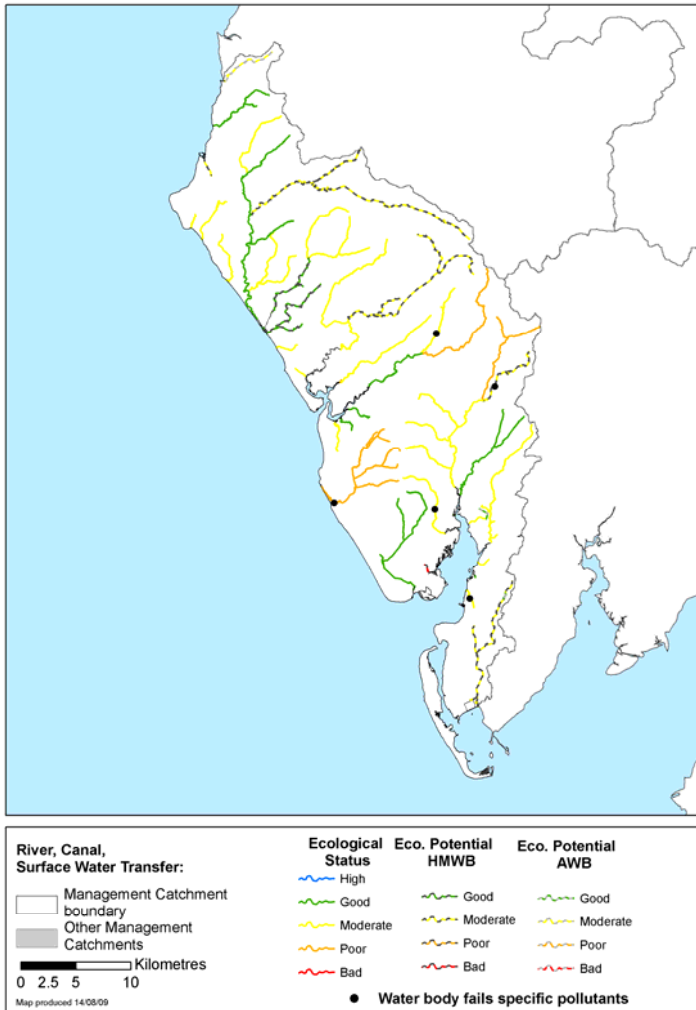 River, Canal,
Surface Water Transfer:
Management Catchment
boundary
Other Management
Catchments
Kilometres
0 2.5 5 10
Map produced 14/08/09
Ecological
Status
High
Good
Moderate
Poor
Bad
Eco. Potential
HMWB
Good
Moderate
Poor
Bad
Eco. Potential
AWB
Good
Moderate
Poor
Bad
Water body fails specific pollutants